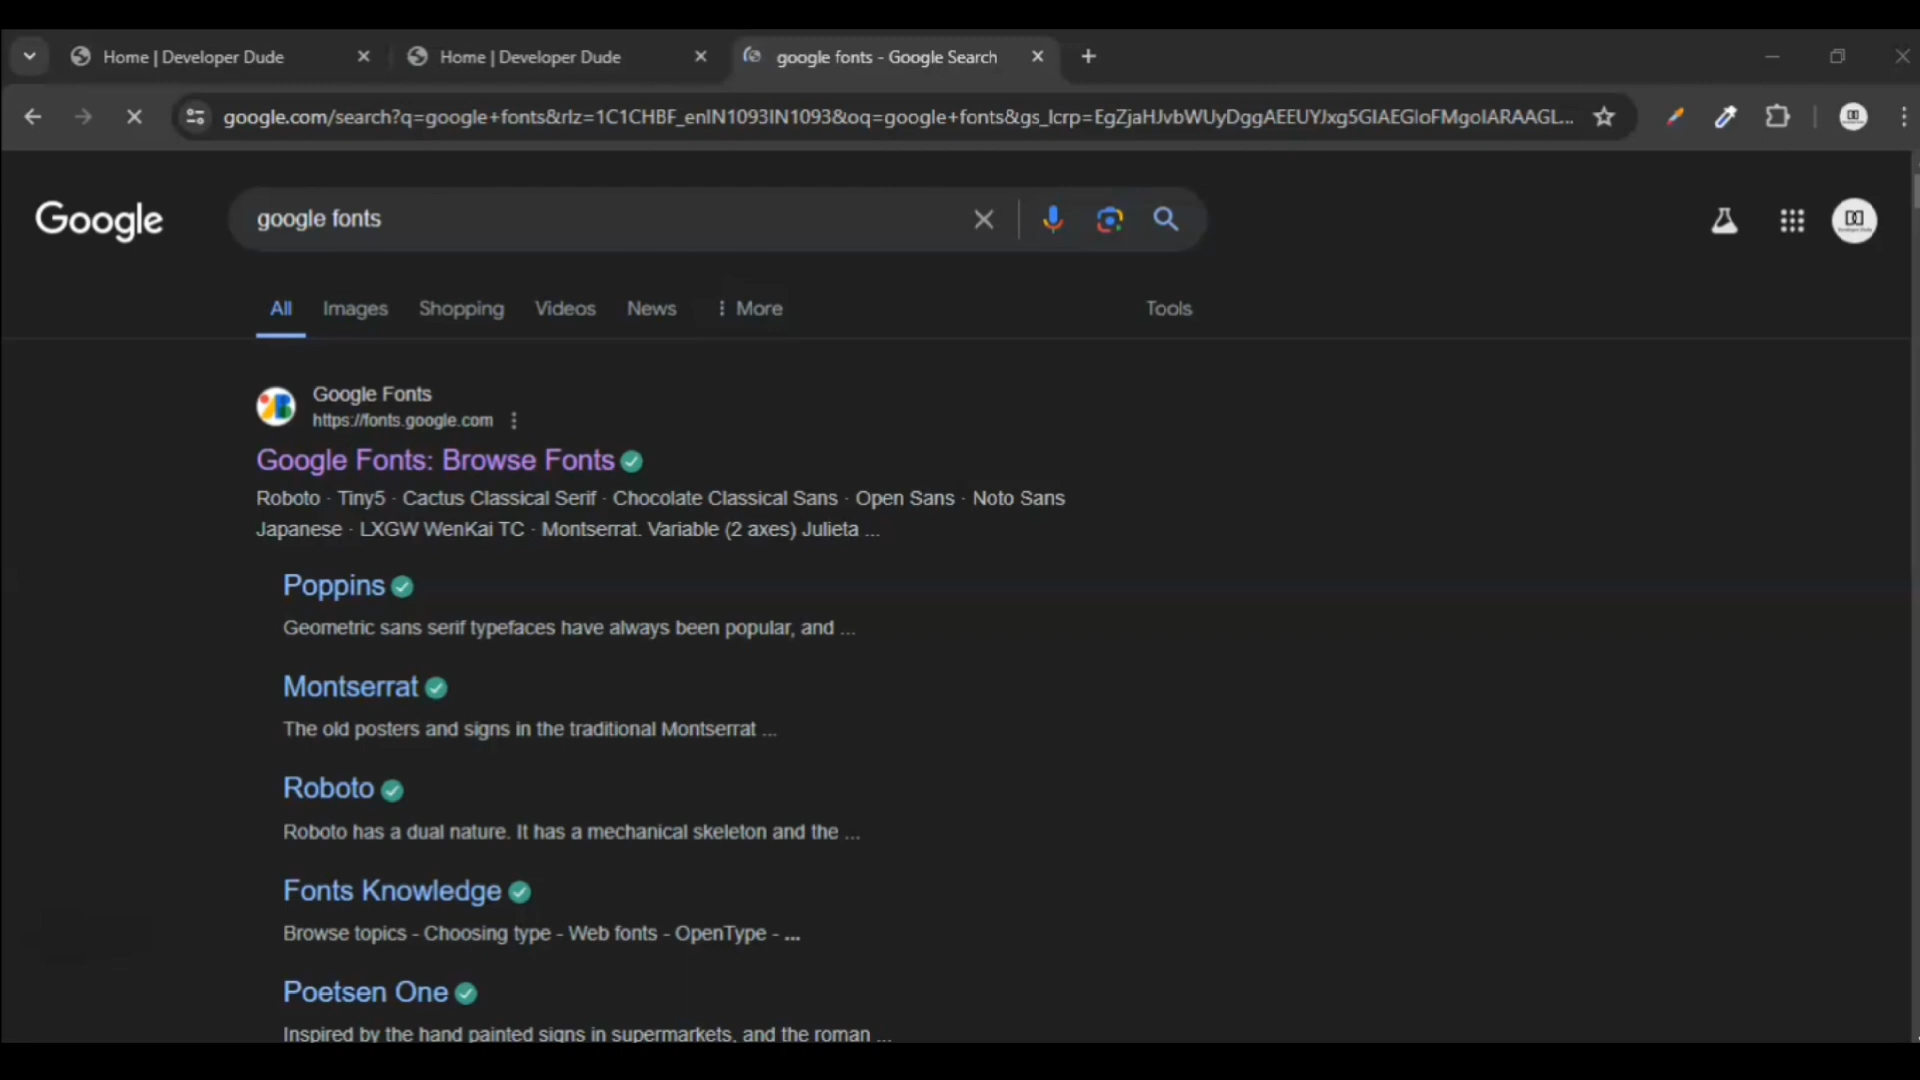 Home | Developer Dude
Home | Developer Dude
google fonts - Google Search
google.com/search?q=google+fonts&rlz=1C1CHBF_enIN1093IN1093&oq=google+fonts&gs_lcrp=EgZjaHJvbWUyDggAEEUYJxg5GIAEGIoFMgoIARAAGL...
Google
google fonts
All Images Shopping Videos News More Tools
Google Fonts
https://fonts.google.com
Google Fonts: Browse Fonts
Roboto · Tiny5 · Cactus Classical Serif · Chocolate Classical Sans · Open Sans · Noto Sans
Japanese · LXGW WenKai TC · Montserrat. Variable (2 axes) Julieta ...
Poppins
Geometric sans serif typefaces have always been popular, and ...
Montserrat
The old posters and signs in the traditional Montserrat ...
Roboto
Roboto has a dual nature. It has a mechanical skeleton and the ...
Fonts Knowledge
Browse topics - Choosing type - Web fonts - OpenType - ...
Poetsen One
Inspired by the hand painted signs in supermarkets, and the roman ...